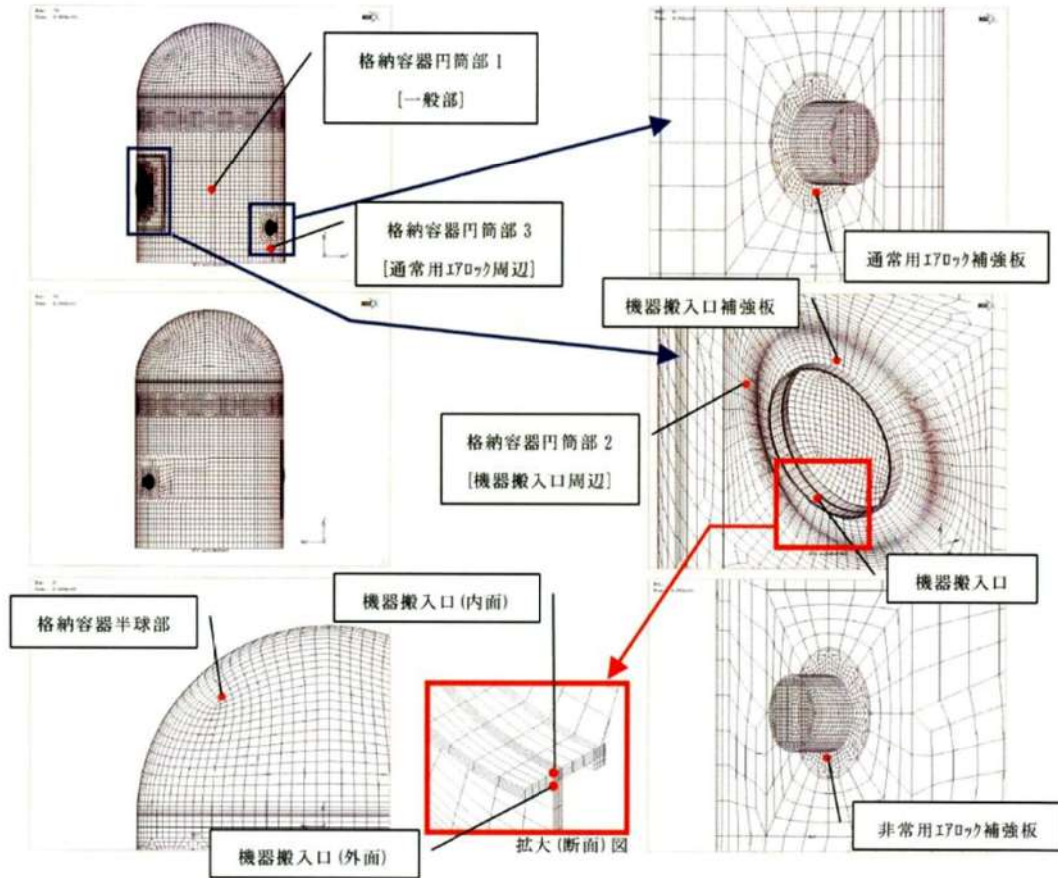 格納容器円筒部1
[一般部]
格納容器円筒部3
[通常用エアロック周辺]
通常用エアロック補強板
機器搬入口補強板
格納容器円筒部2
[機器搬入口周辺]
機器搬入口
機器搬入口(内面)
格納容器半球部
機器搬入口(外面)
拡大(断面)図
非常用エアロック補強板